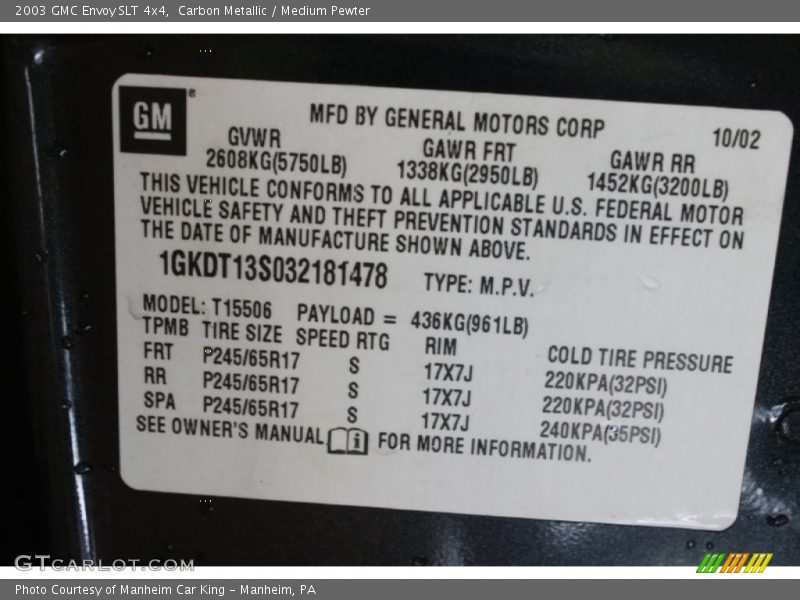 2003 GMC Envoy SLT 4x4,  Carbon Metallic / Medium Pewter
GM
MFD BY GENERAL MOTORS CORP
10/02
GVWR GAWR FRT GAWR RR
2608KG(5750LB) 1338KG(2950LB) 1452KG(3200LB)
THIS VEHICLE CONFORMS TO ALL APPLICABLE U.S. FEDERAL MOTOR
VEHICLE SAFETY AND THEFT PREVENTION STANDARDS IN EFFECT ON
THE DATE OF MANUFACTURE SHOWN ABOVE.
1GKDT13S032181478 TYPE: M.P.V.
MODEL: T15506 PAYLOAD = 436KG(961LB)
TPMB TIRE SIZE SPEED RTG RIM COLD TIRE PRESSURE
FRT P245/65R17 S 17X7J 220KPA(32PSI)
RR P245/65R17 S 17X7J 220KPA(32PSI)
SPA P245/65R17 S 17X7J 240KPA(35PSI)
SEE OWNER'S MANUAL FOR MORE INFORMATION.
GTCARLOT.COM
Photo Courtesy of Manheim Car King – Manheim, PA